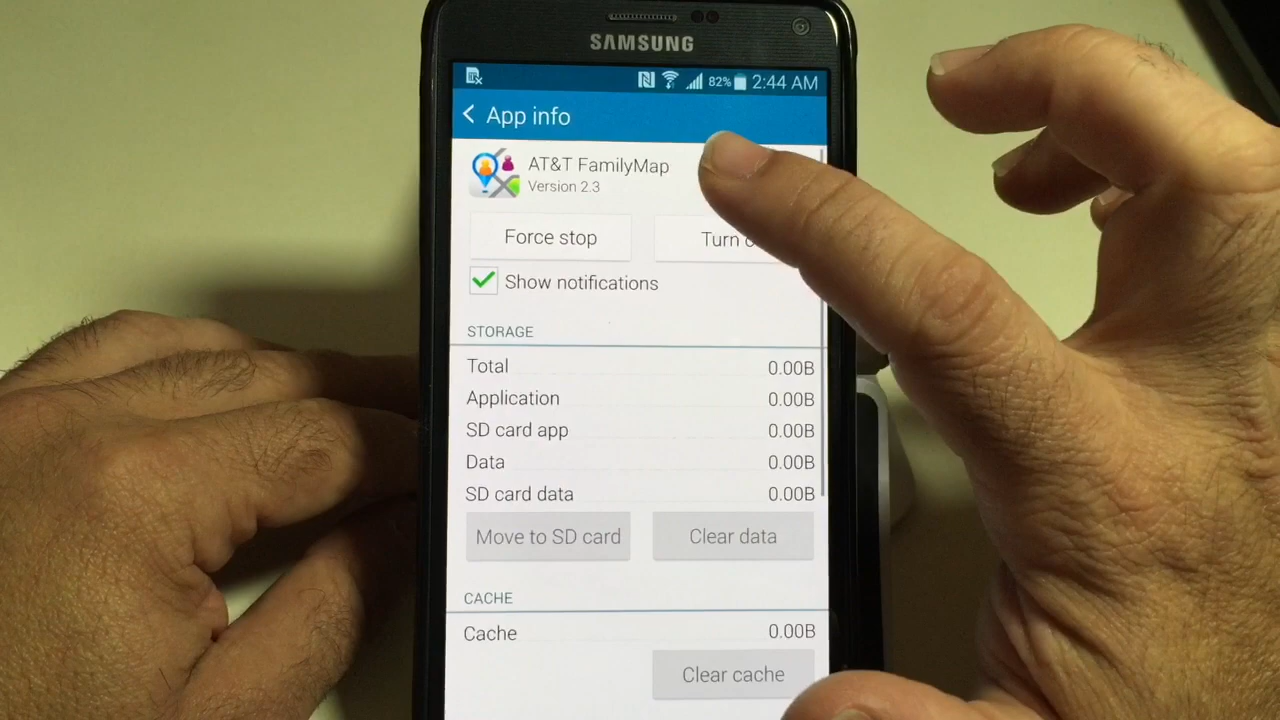 SAMSUNG
82% 2:44 AM
App info
AT&T FamilyMap
Version 2.3
Force stop
Turn
Show notifications
STORAGE
Total 0.00B
Application 0.00B
SD card app 0.00B
Data 0.00B
SD card data 0.00B
Move to SD card Clear data
CACHE
Cache 0.00B
Clear cache